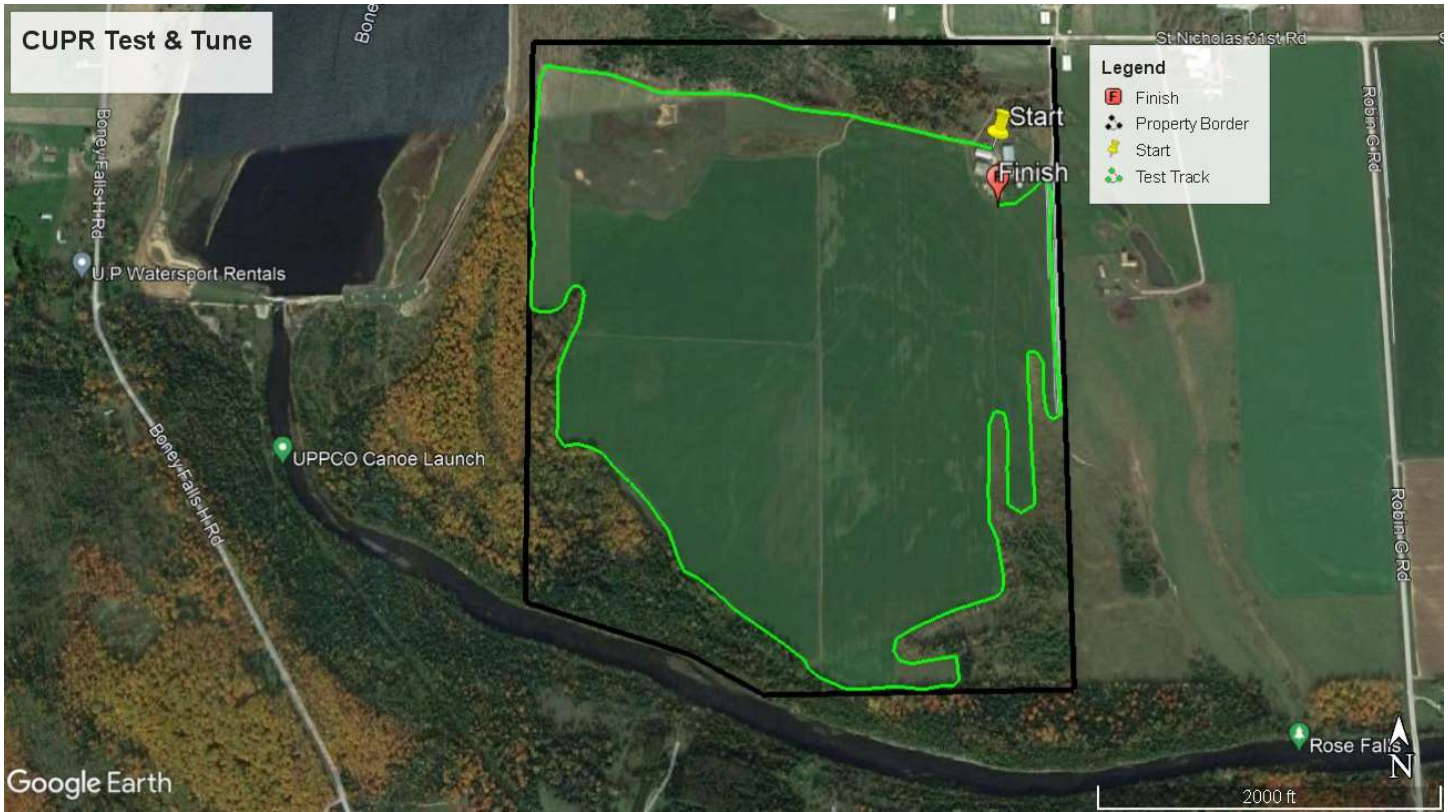 CUPR Test & Tune
Bone
St Nicholas 31st Rd
S
Legend
F Finish
Property Border
Start
Test Track
Start
Finish
Boney Falls H Rd
Robin G Rd
U.P Watersport Rentals
UPPCO Canoe Launch
Boney Falls H Rd
Robin G Rd
Rose Falls
N
Google Earth
2000 ft